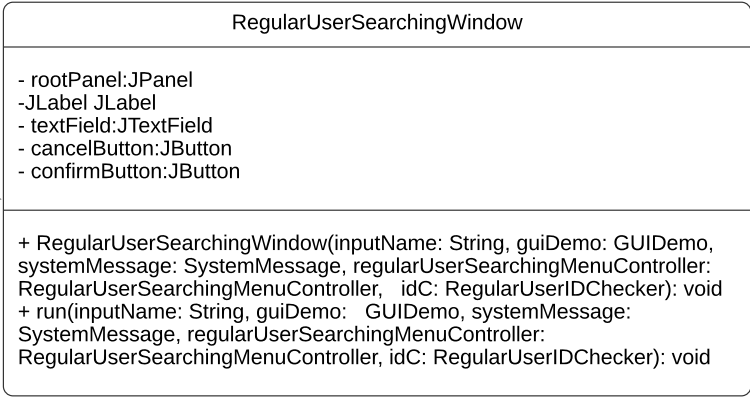 RegularUserSearchingWindow
- rootPanel:JPanel
-JLabel JLabel
- textField:JTextField
- cancelButton:JButton
- confirmButton:JButton
+ RegularUserSearchingWindow(inputName: String, guiDemo: GUIDemo,
systemMessage: SystemMessage, regularUserSearchingMenuController:
RegularUserSearchingMenuController,   idC: RegularUserIDChecker): void
+ run(inputName: String, guiDemo:   GUIDemo, systemMessage:
SystemMessage, regularUserSearchingMenuController:
RegularUserSearchingMenuController, idC: RegularUserIDChecker): void